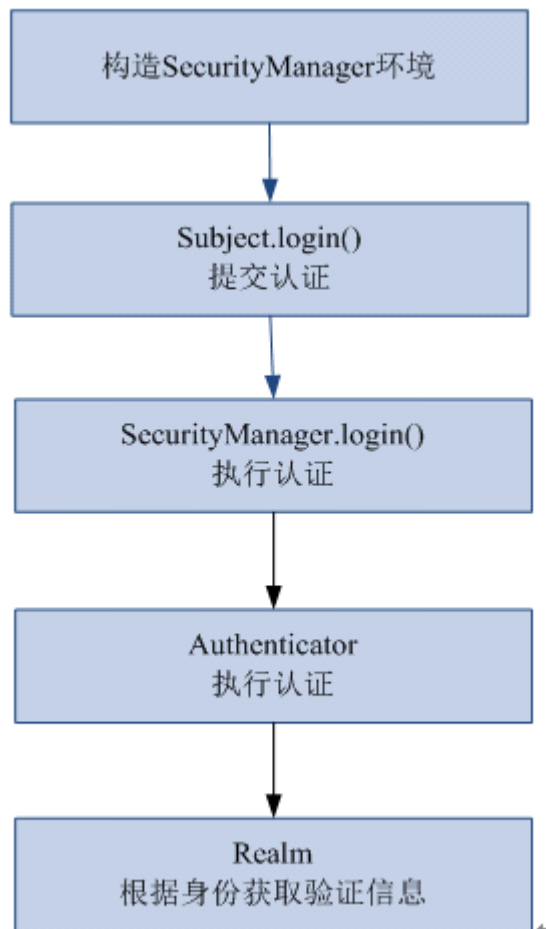 构造SecurityManager环境
Subject.login()
提交认证
SecurityManager.login()
执行认证
Authenticator
执行认证
Realm
根据身份获取验证信息